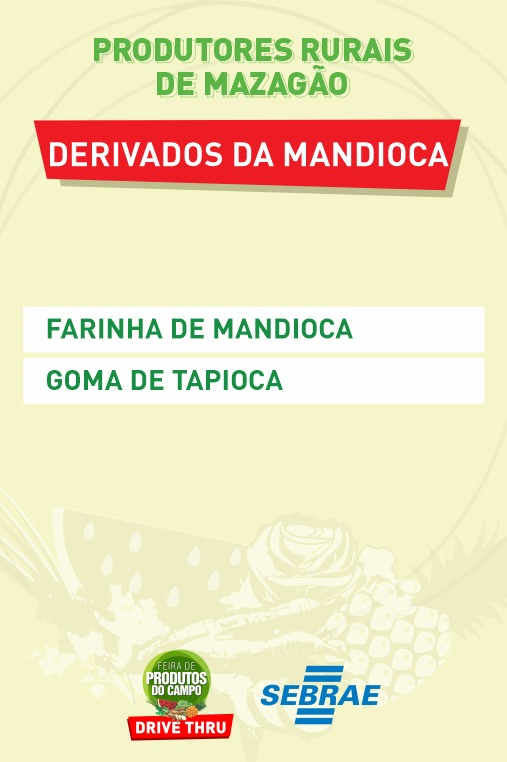 PRODUTORES RURAIS
DE MAZAGÃO
DERIVADOS DA MANDIOCA
FARINHA DE MANDIOCA
GOMA DE TAPIOCA
FEIRA DE
PRODUTOS
DO CAMPO
DRIVE THRU
SEBRAE